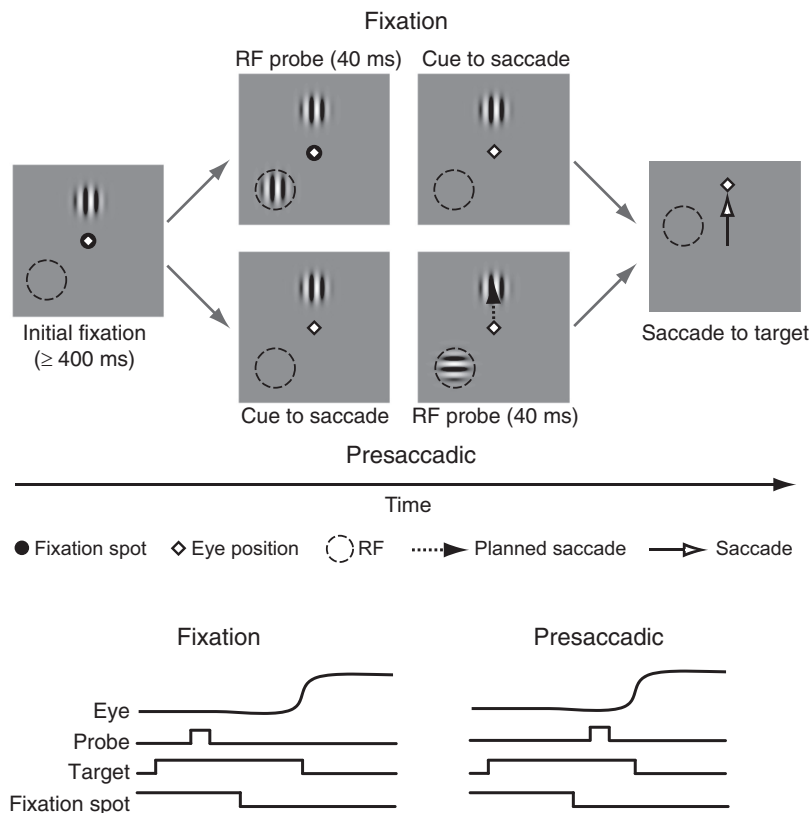 Fixation
RF probe (40 ms)
Cue to saccade
Initial fixation
(≥ 400 ms)
Saccade to target
Cue to saccade
RF probe (40 ms)
Presaccadic
Time
Fixation spot
Eye position
RF
Planned saccade
Saccade
Fixation
Presaccadic
Eye
Probe
Target
Fixation spot